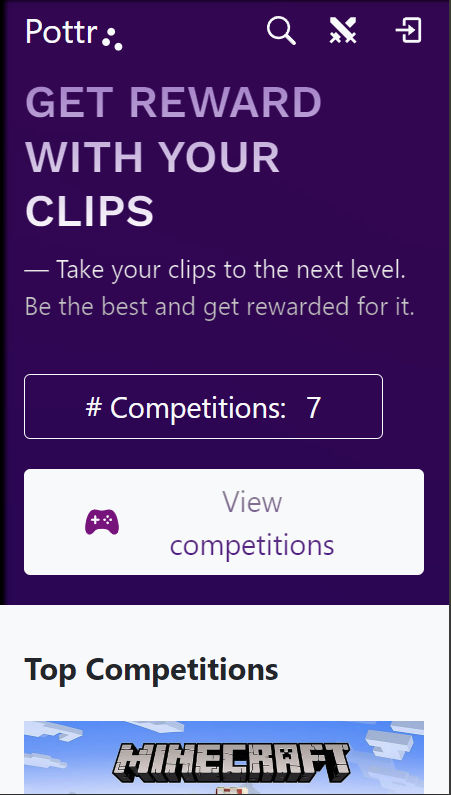 Pottr
GET REWARD
WITH YOUR
CLIPS
— Take your clips to the next level.
Be the best and get rewarded for it.
# Competitions: 7
View
competitions
Top Competitions
MINECRAFT